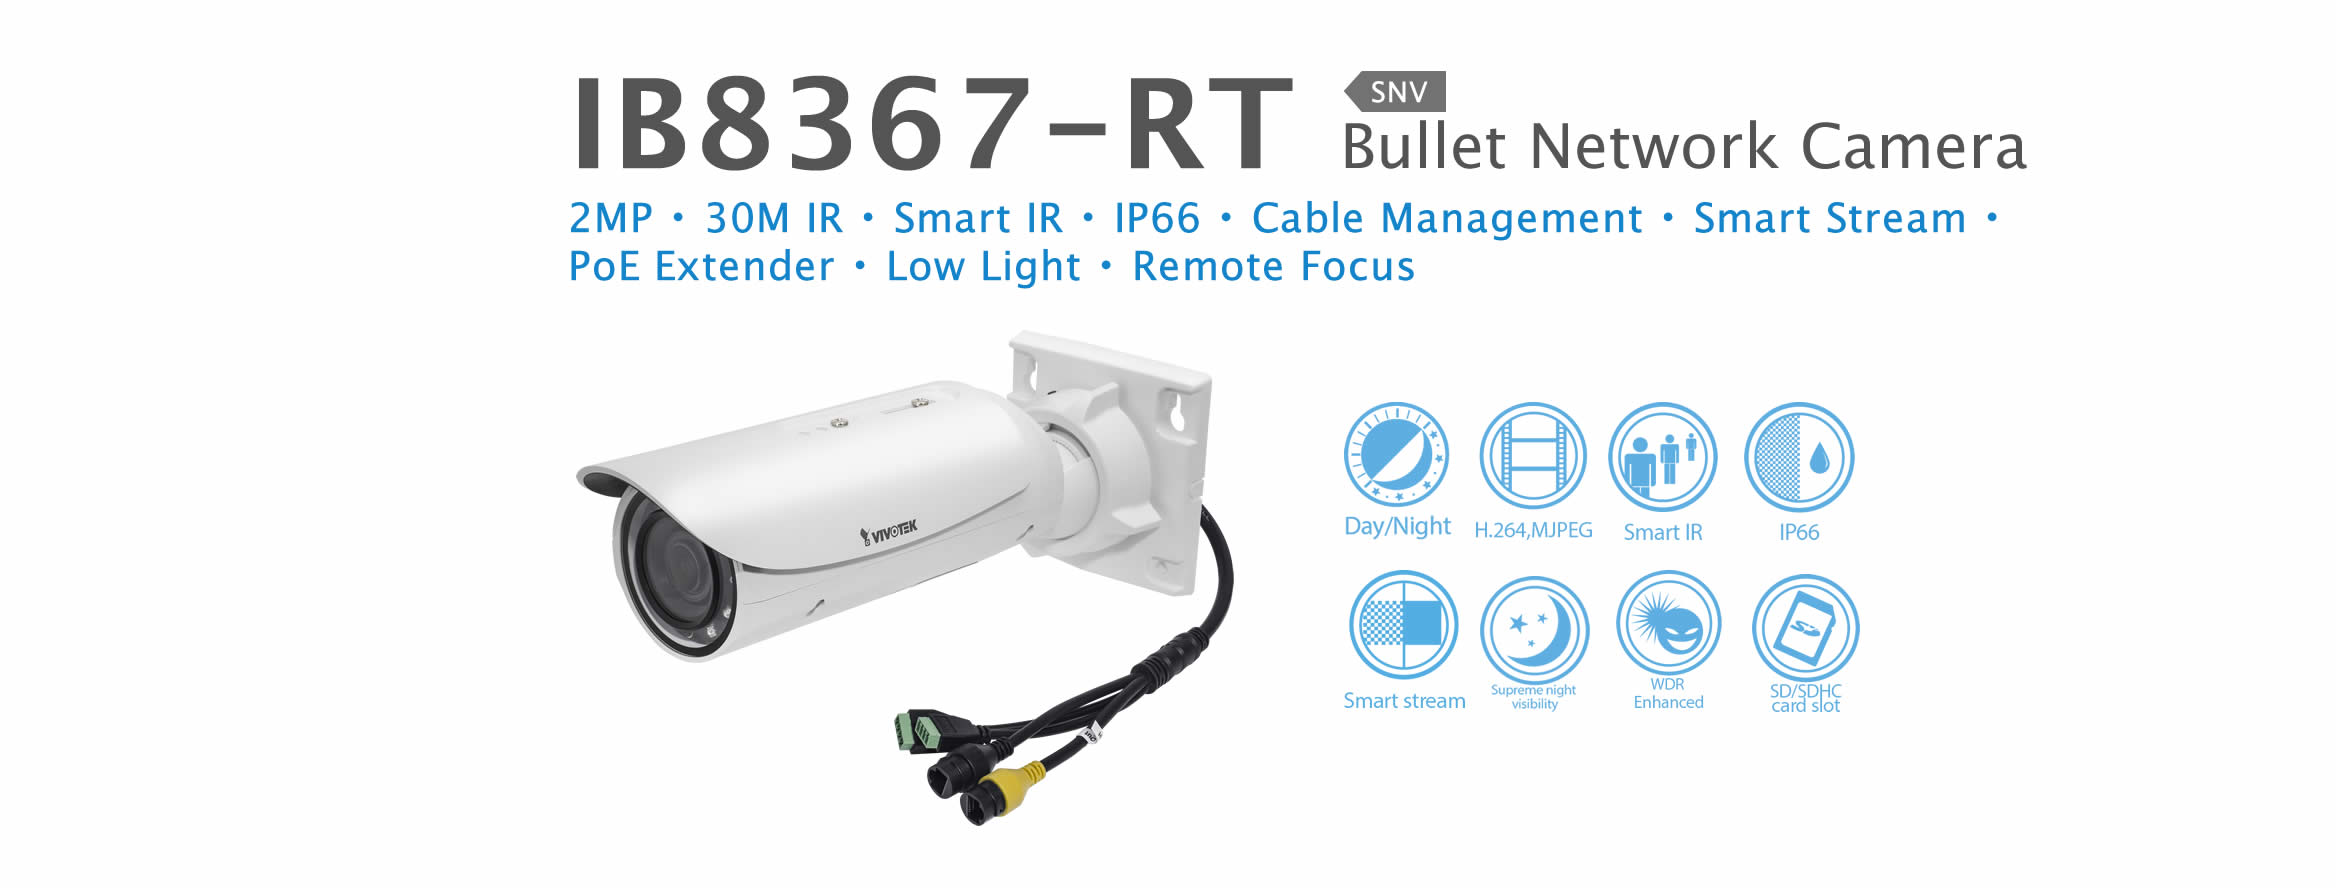 IB8367-RT
SNV
Bullet Network Camera
2MP • 30M IR • Smart IR • IP66 • Cable Management • Smart Stream •
PoE Extender • Low Light • Remote Focus
VIVOTEK
Day/Night
H.264,MJPEG
Smart IR
IP66
Smart stream
Supreme night
visibility
WDR
Enhanced
SD/SDHC
card slot